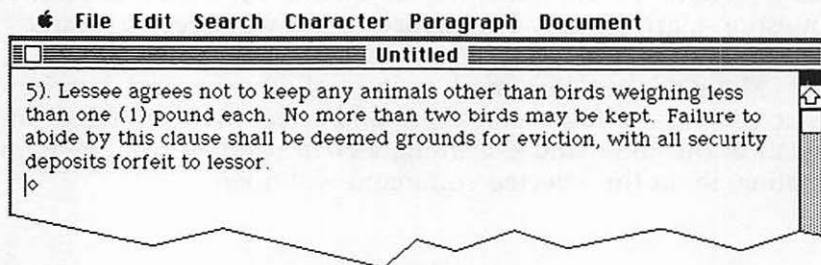 File Edit Search Character Paragraph Document
Untitled
5). Lessee agrees not to keep any animals other than birds weighing less
than one (1) pound each. No more than two birds may be kept. Failure to
abide by this clause shall be deemed grounds for eviction, with all security
deposits forfeit to lessor.